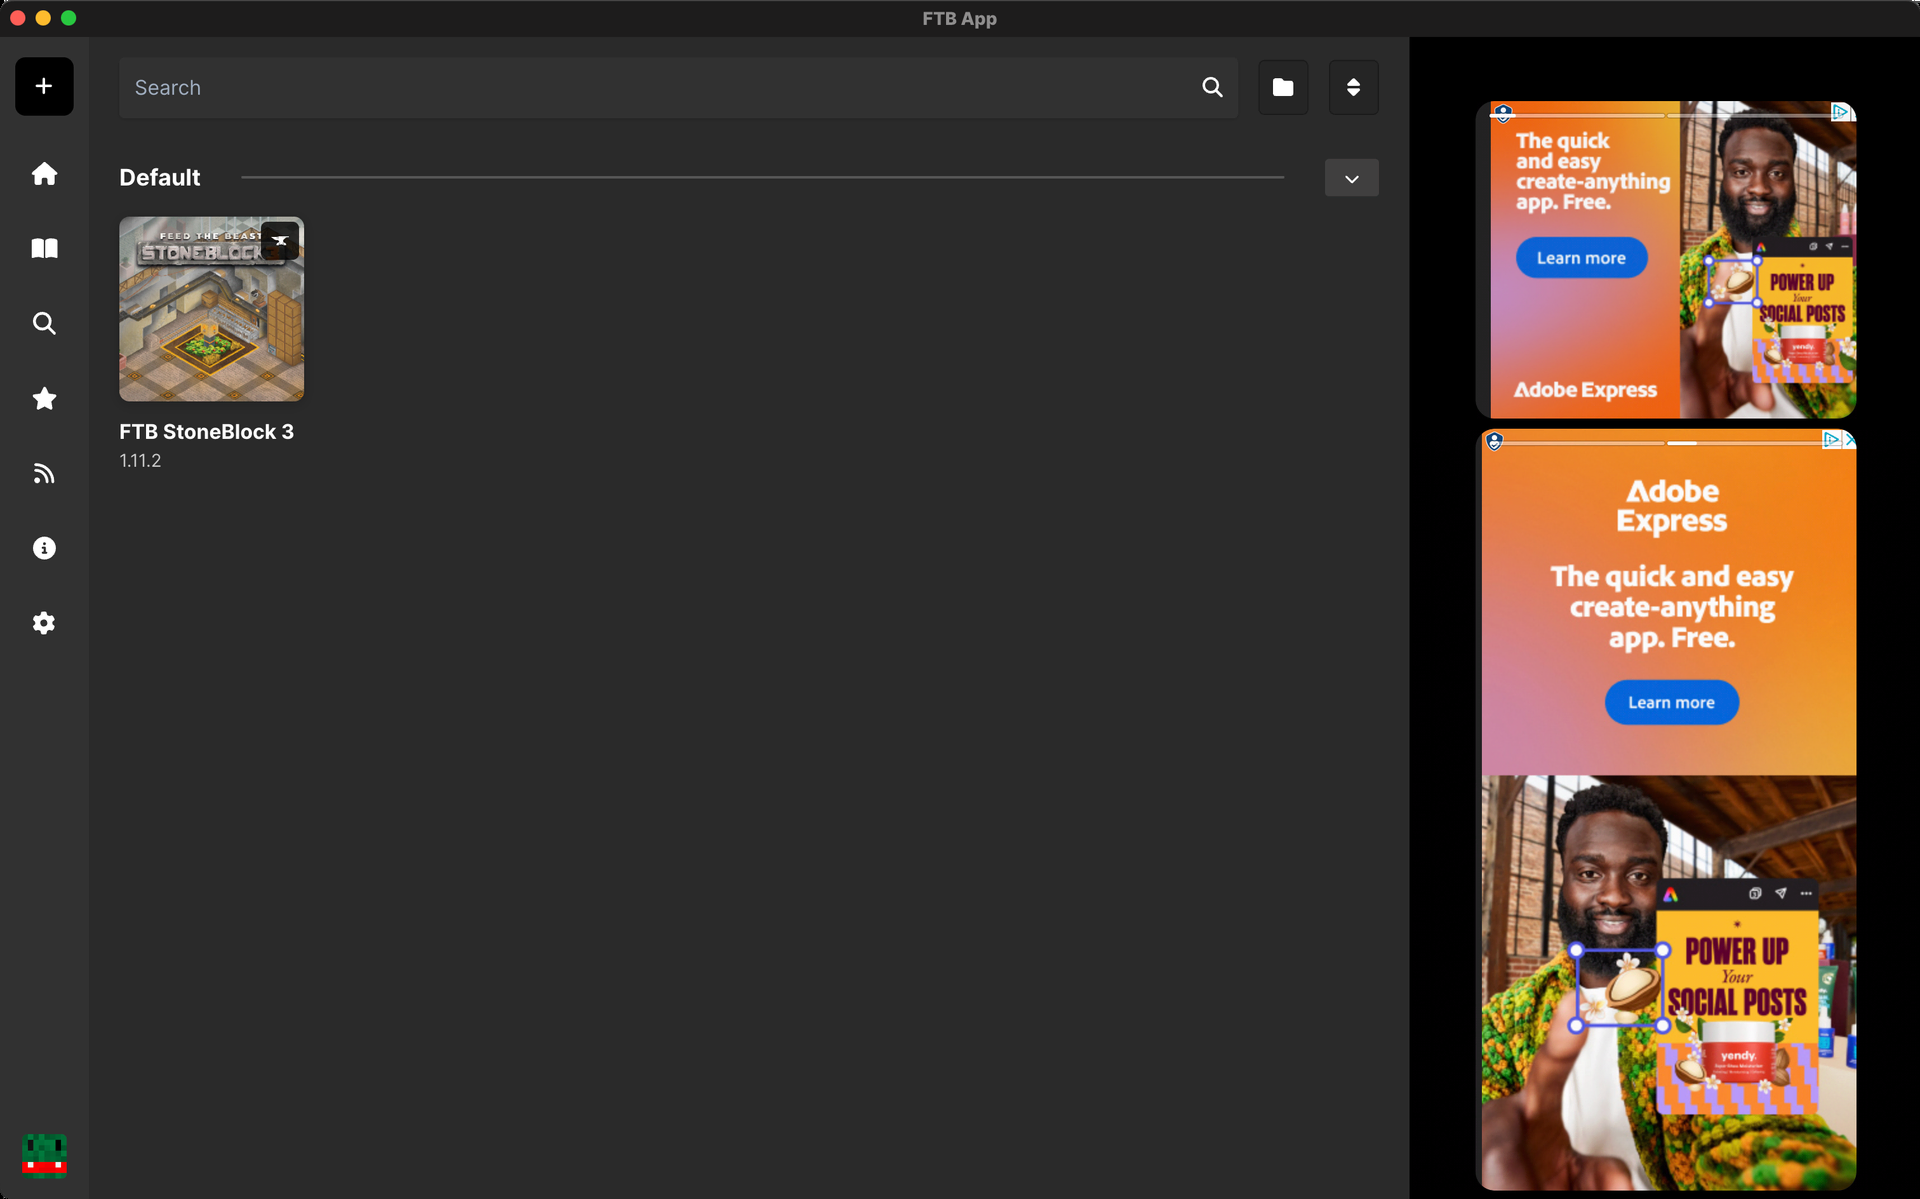 FTB App
Search
Default
FEED THE BEAST
STONEBLOCK
FTB StoneBlock 3
1.11.2
The quick
and easy
create-anything
app. Free.
Learn more
Adobe Express
POWER UP
Your
SOCIAL POSTS
yendy.
Adobe
Express
The quick and easy
create-anything
app. Free.
Learn more
POWER UP
Your
SOCIAL POSTS
yendy.